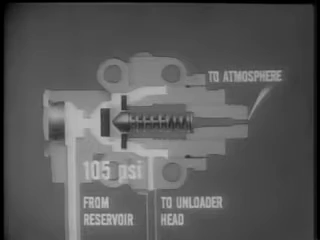 TO ATMOSPHERE
105 psi
FROM
RESERVOIR
TO UNLOADER
HEAD